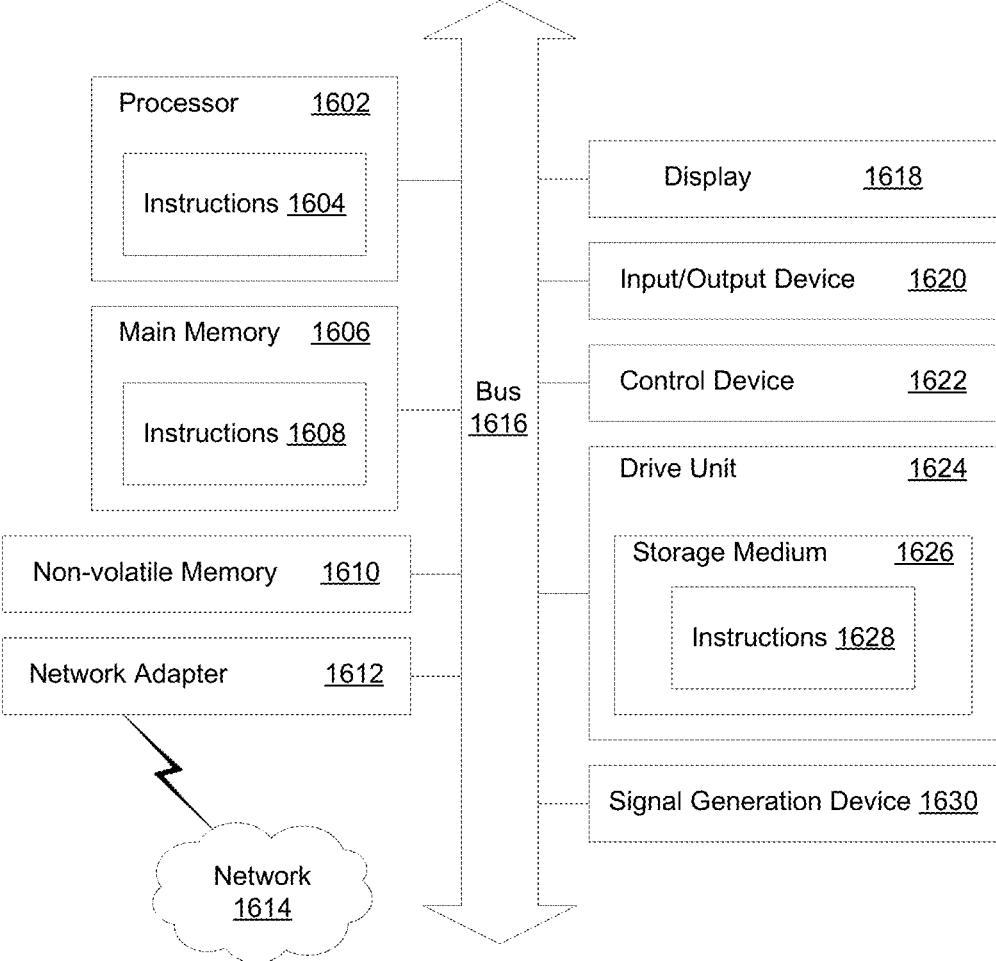 Processor 1602
Instructions 1604
Main Memory 1606
Instructions 1608
Non-volatile Memory 1610
Network Adapter 1612
Network
1614
Bus
1616
Display 1618
Input/Output Device 1620
Control Device 1622
Drive Unit 1624
Storage Medium 1626
Instructions 1628
Signal Generation Device 1630